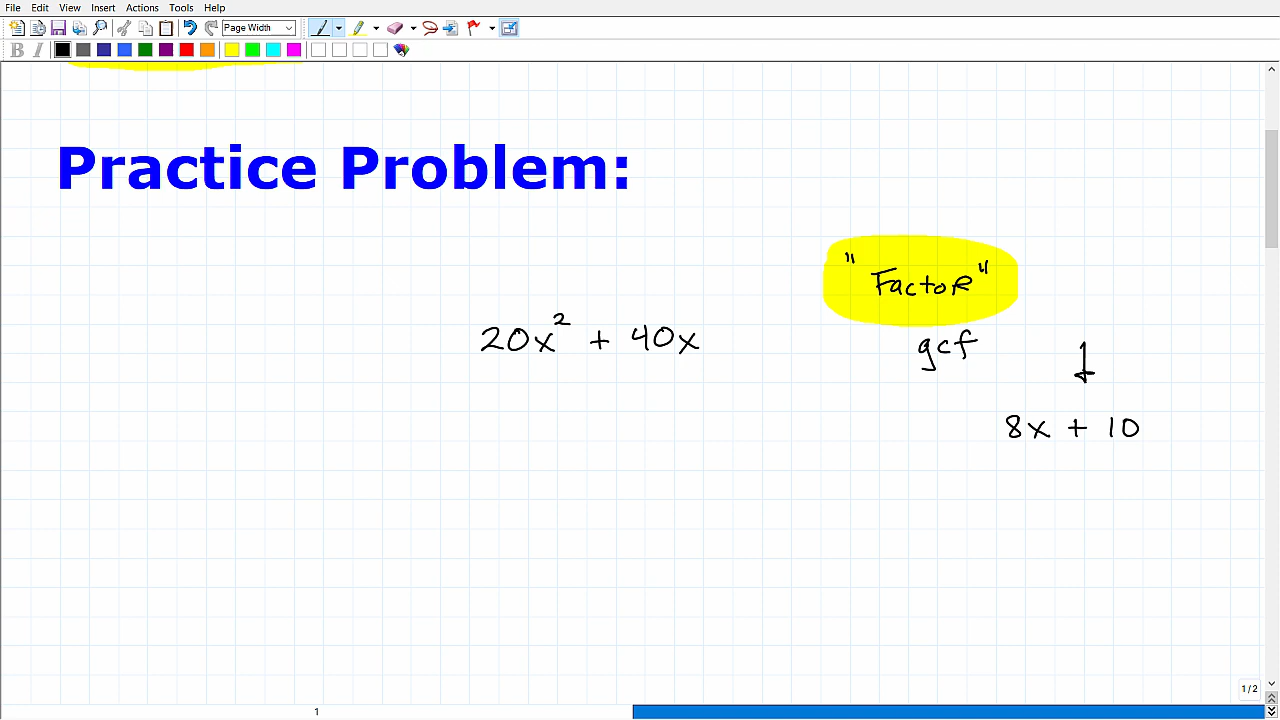 File Edit View Insert Actions Tools Help
Page Width
B I
Practice Problem:
"Factor"
20x² + 40x
gcf
8x + 10
1/2
1